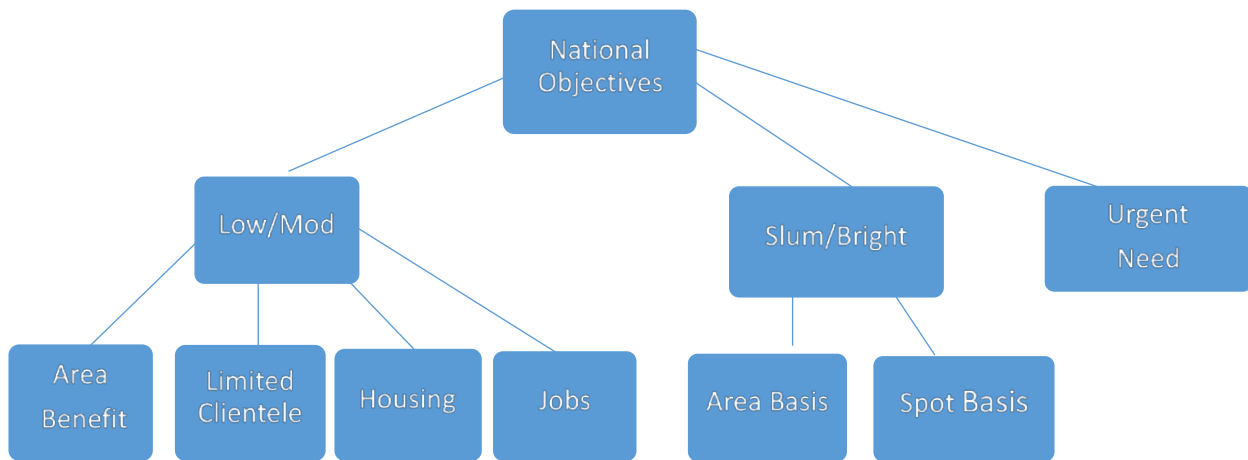 National
Objectives
Low/Mod
Slum/Bright
Urgent
Need
Area
Benefit
Limited
Clientele
Housing
Jobs
Area Basis
Spot Basis